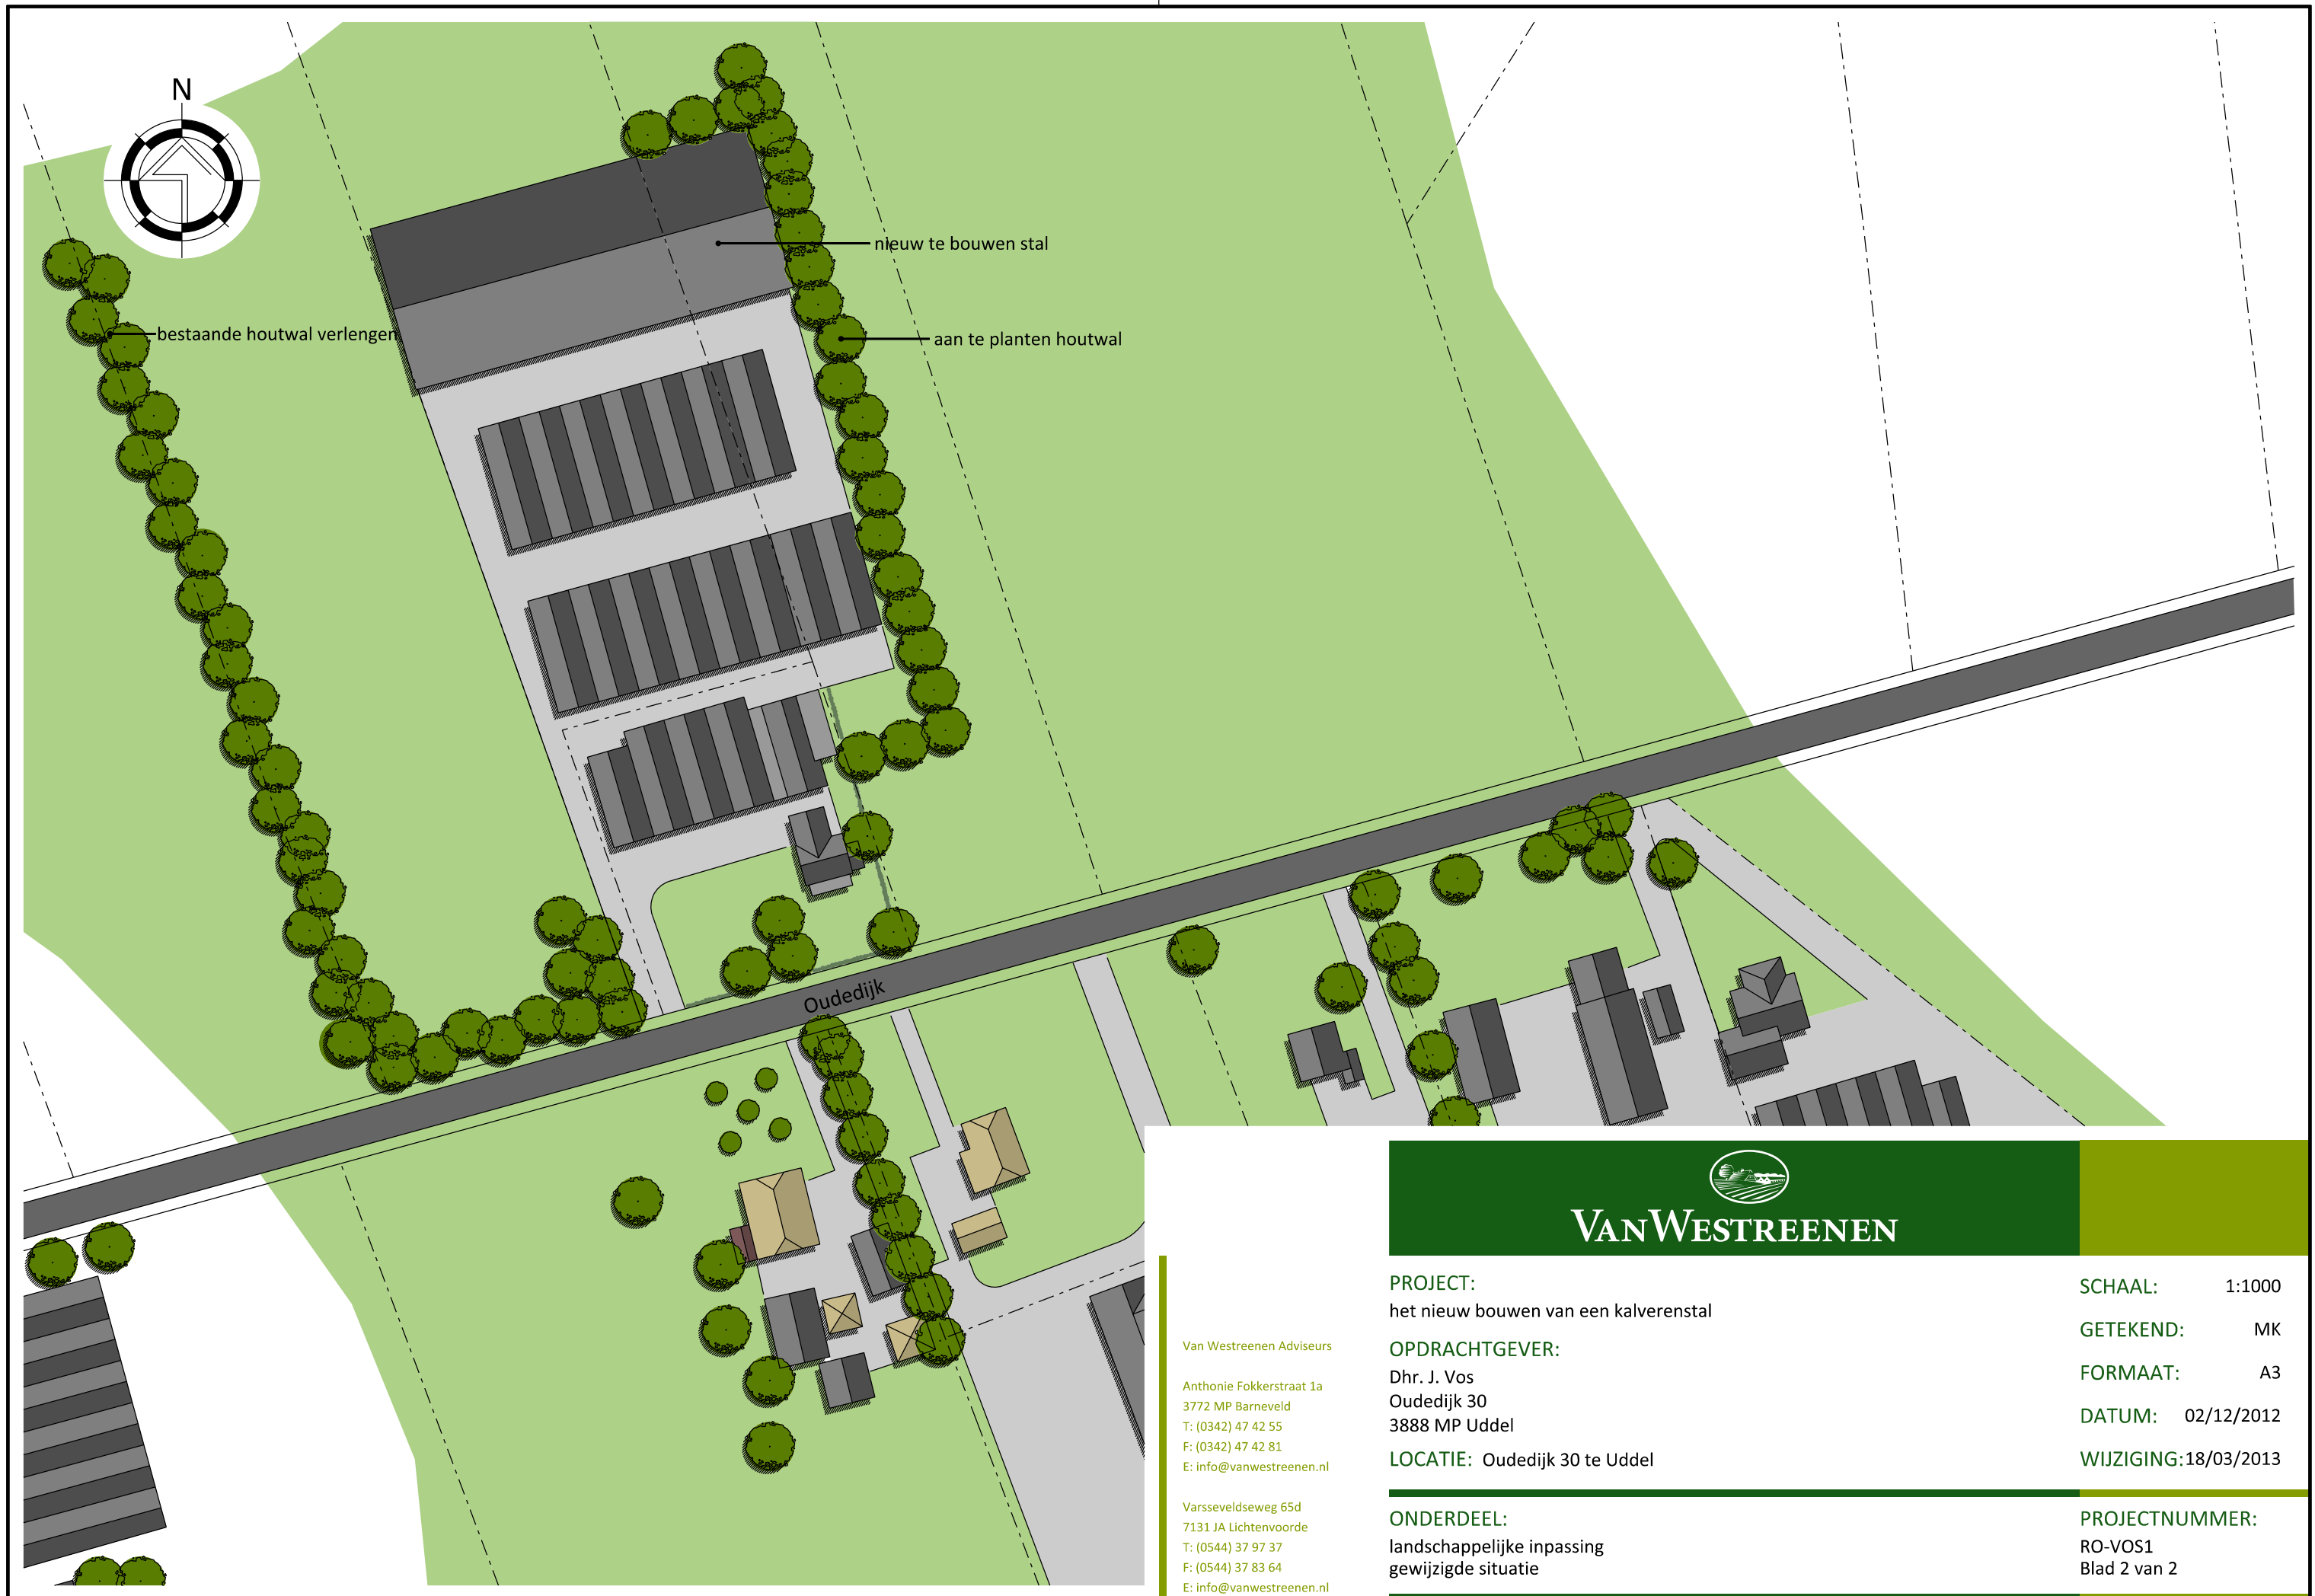 N
nieuw te bouwen stal
bestaande houtwal verlengen
aan te planten houtwal
Oudedijk
VANWESTREENEN
Van Westreenen Adviseurs
Anthonie Fokkerstraat 1a
3772 MP Barneveld
T: (0342) 47 42 55
F: (0342) 47 42 81
E: info@vanwestreenen.nl
Varsseveldseweg 65d
7131 JA Lichtenvoorde
T: (0544) 37 97 37
F: (0544) 37 83 64
E: info@vanwestreenen.nl
PROJECT:
het nieuw bouwen van een kalverenstal
OPDRACHTGEVER:
Dhr. J. Vos
Oudedijk 30
3888 MP Uddel
LOCATIE: Oudedijk 30 te Uddel
ONDERDEEL:
landschappelijke inpassing
gewijzigde situatie
SCHAAL: 1:1000
GETEKEND: MK
FORMAAT: A3
DATUM: 02/12/2012
WIJZIGING: 18/03/2013
PROJECTNUMMER:
RO-VOS1
Blad 2 van 2